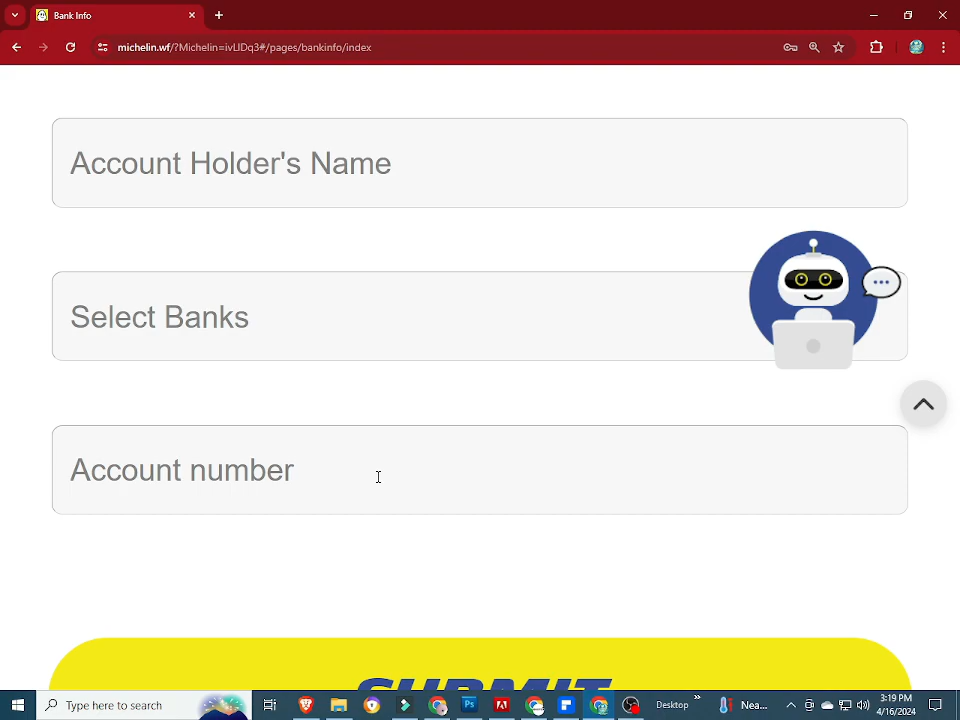 Bank Info
michelin.wf/?Michelin=ivLIDq3#/pages/bankinfo/index
Account Holder's Name
Select Banks
Account number
SUBMIT
Type here to search
Ps
Desktop
Nea...
3:19 PM
4/16/2024